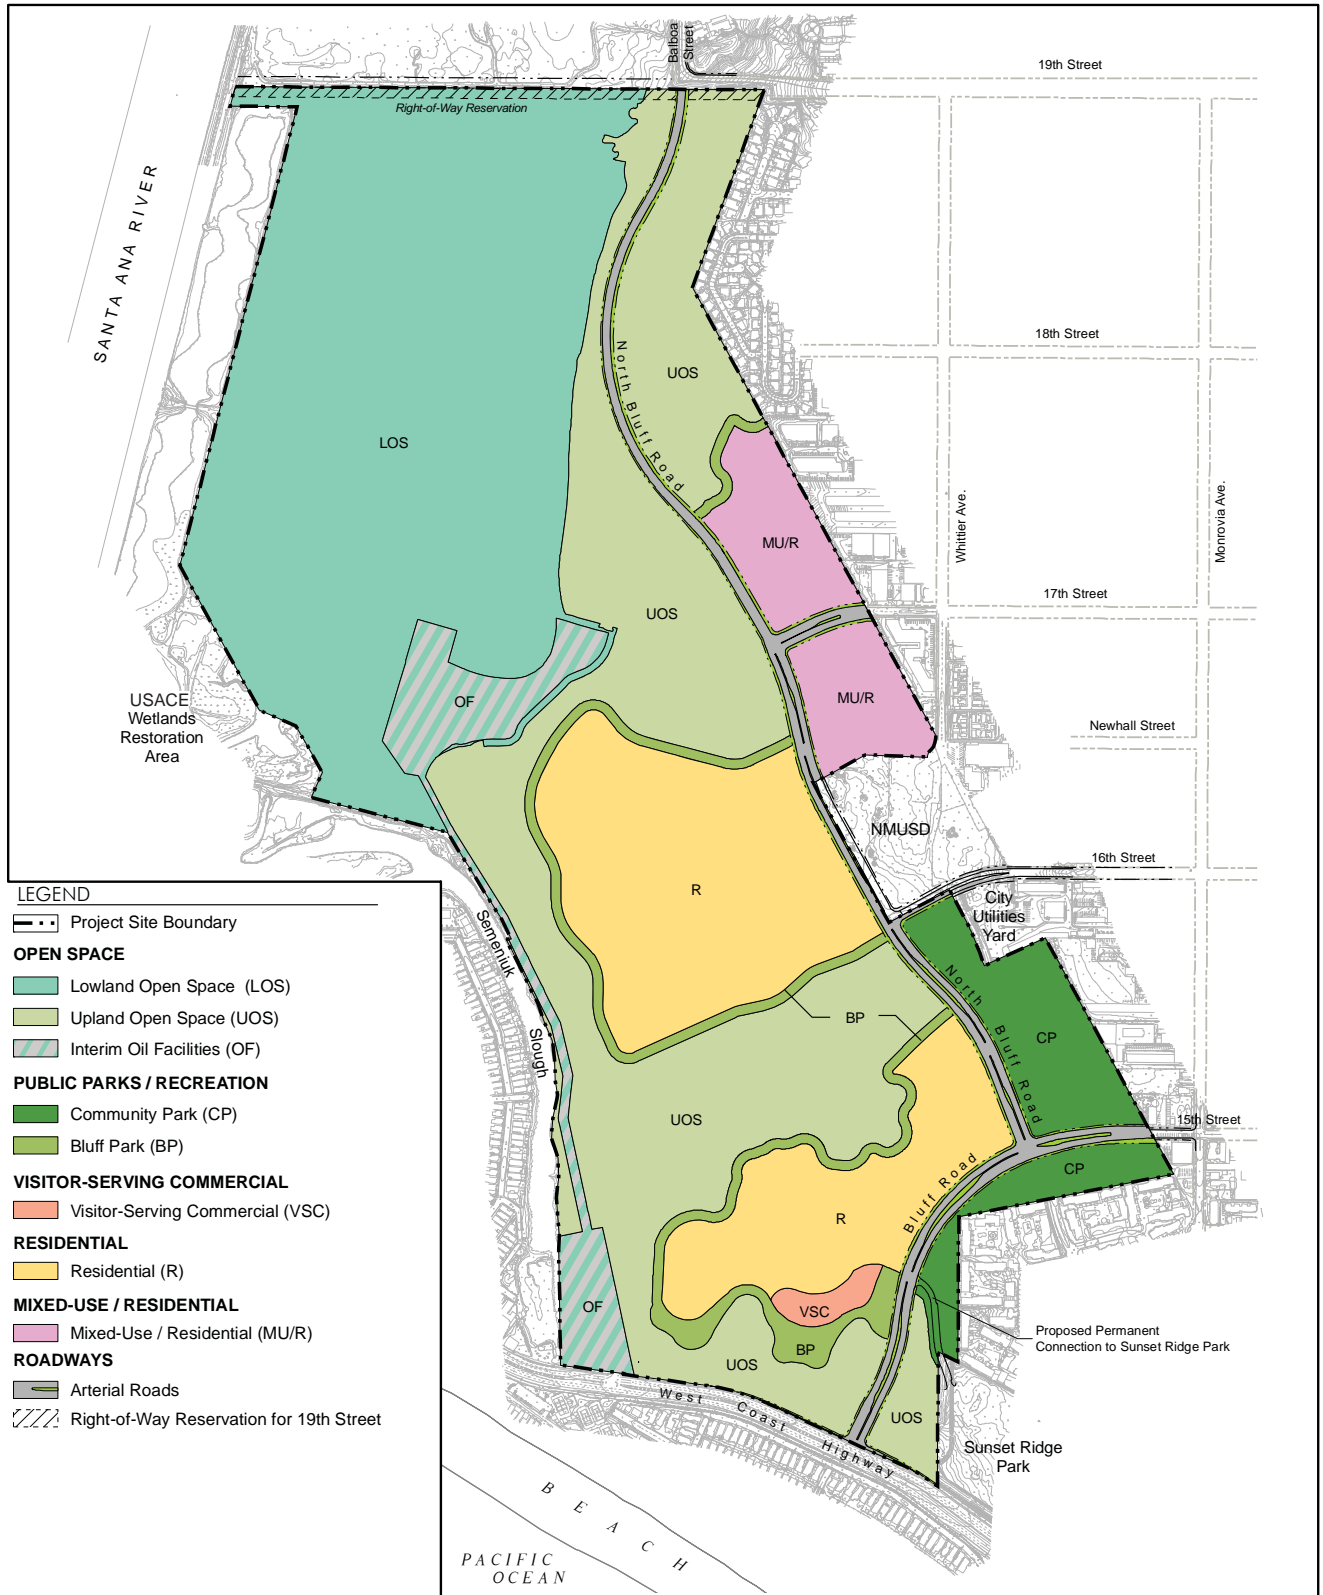 Balboa
Street
19th Street
Right-of-Way Reservation
SANTA ANA RIVER
18th Street
North Bluff Road
UOS
LOS
Whittier Ave.
Monrovia Ave.
MU/R
17th Street
UOS
MU/R
OF
USACE
Wetlands
Restoration
Area
Newhall Street
NMUSD
16th Street
R
City
Utilities
Yard
Semeniuk
Slough
North
Bluff Road
BP
CP
UOS
15th Street
CP
Bluff Road
R
VSC
OF
BP
UOS
Proposed Permanent
Connection to Sunset Ridge Park
UOS
West Coast Highway
Sunset Ridge
Park
BEACH
PACIFIC
OCEAN
LEGEND
Project Site Boundary
OPEN SPACE
Lowland Open Space (LOS)
Upland Open Space (UOS)
Interim Oil Facilities (OF)
PUBLIC PARKS / RECREATION
Community Park (CP)
Bluff Park (BP)
VISITOR-SERVING COMMERCIAL
Visitor-Serving Commercial (VSC)
RESIDENTIAL
Residential (R)
MIXED-USE / RESIDENTIAL
Mixed-Use / Residential (MU/R)
ROADWAYS
Arterial Roads
Right-of-Way Reservation for 19th Street